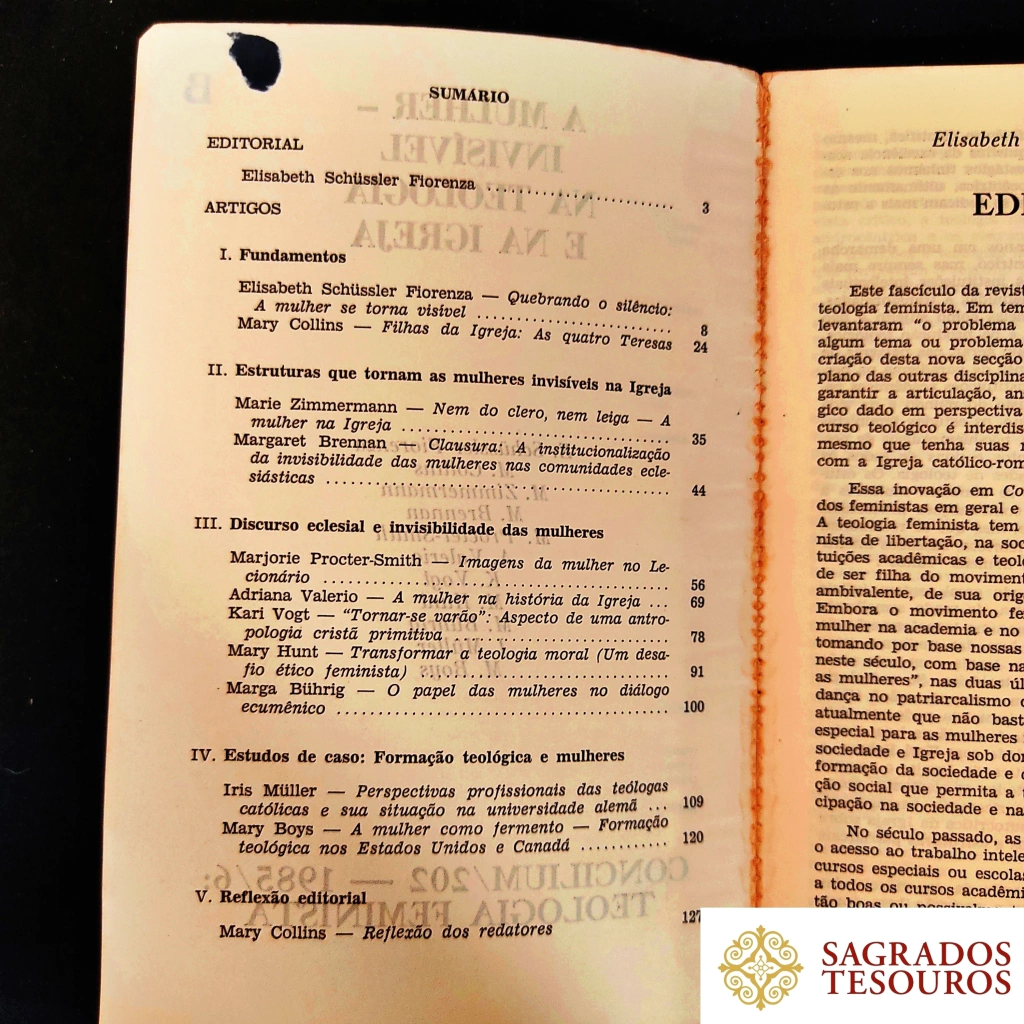 SUMÁRIO
EDITORIAL
Elisabeth Schüssler Fiorenza .......... 3
ARTIGOS
I. Fundamentos
Elisabeth Schüssler Fiorenza — Quebrando o silêncio:
A mulher se torna visível .......... 8
Mary Collins — Filhas da Igreja: As quatro Teresas 24
II. Estruturas que tornam as mulheres invisíveis na Igreja
Marie Zimmermann — Nem do clero, nem leiga — A
mulher na Igreja .......... 35
Margaret Brennan — Clausura: A institucionalização
da invisibilidade das mulheres nas comunidades ecle-
siásticas .......... 44
III. Discurso eclesial e invisibilidade das mulheres
Marjorie Procter-Smith — Imagens da mulher no Le-
cionário .......... 56
Adriana Valerio — A mulher na história da Igreja ... 69
Kari Vogt — “Tornar-se varão”: Aspecto de uma antro-
pologia cristã primitiva .......... 78
Mary Hunt — Transformar a teologia moral (Um desa-
fio ético feminista) .......... 91
Marga Bührig — O papel das mulheres no diálogo
ecumênico .......... 100
IV. Estudos de caso: Formação teológica e mulheres
Iris Müller — Perspectivas profissionais das teólogas
católicas e sua situação na universidade alemã ... 109
Mary Boys — A mulher como fermento — Formação
teológica nos Estados Unidos e Canadá .......... 120
V. Reflexão editorial
Mary Collins — Reflexão dos redatores 127
Elisabeth
EDI
Este fascículo da revist
teologia feminista. Em tem
levantaram “o problema
algum tema ou problema
criação desta nova secção
plano das outras disciplina
garantir a articulação, an
gico dado em perspectiva
curso teológico é interdis
mesmo que tenha suas
com a Igreja católico-rom
Essa inovação em Co
dos feministas em geral e
A teologia feminista tem
nista de libertação, na soc
tuições acadêmicas e teol
de ser filha do movimen
ambivalente, de sua orig
Embora o movimento fe
mulher na academia e no
tomando por base nossas
neste século, com base na
as mulheres”, nas duas úl
dança no patriarcalismo
atualmente que não bast
especial para as mulheres
sociedade e Igreja sob do
formação da sociedade e
ção social que permita a
cipação na sociedade e na
No século passado, as
o acesso ao trabalho intele
cursos especiais ou escolas
a todos os cursos acadêmi
tão boas ou
SAGRADOS
TESOUROS